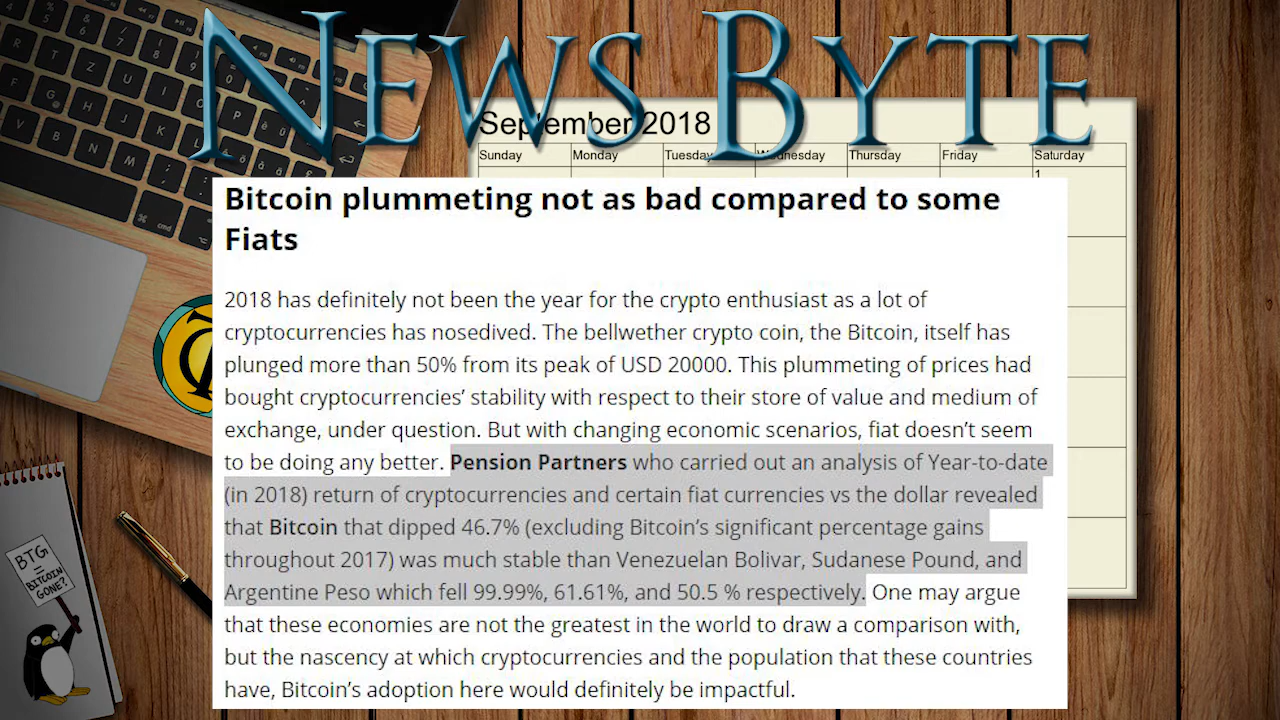 News Byte
September 2018
Sunday Monday Tuesday Wednesday Thursday Friday Saturday
1
Bitcoin plummeting not as bad compared to some
Fiats
2018 has definitely not been the year for the crypto enthusiast as a lot of
cryptocurrencies has nosedived. The bellwether crypto coin, the Bitcoin, itself has
plunged more than 50% from its peak of USD 20000. This plummeting of prices had
bought cryptocurrencies’ stability with respect to their store of value and medium of
exchange, under question. But with changing economic scenarios, fiat doesn’t seem
to be doing any better. Pension Partners who carried out an analysis of Year-to-date
(in 2018) return of cryptocurrencies and certain fiat currencies vs the dollar revealed
that Bitcoin that dipped 46.7% (excluding Bitcoin’s significant percentage gains
throughout 2017) was much stable than Venezuelan Bolivar, Sudanese Pound, and
Argentine Peso which fell 99.99%, 61.61%, and 50.5 % respectively. One may argue
that these economies are not the greatest in the world to draw a comparison with,
but the nascency at which cryptocurrencies and the population that these countries
have, Bitcoin’s adoption here would definitely be impactful.
BTG
=
BITCOIN
GONE?